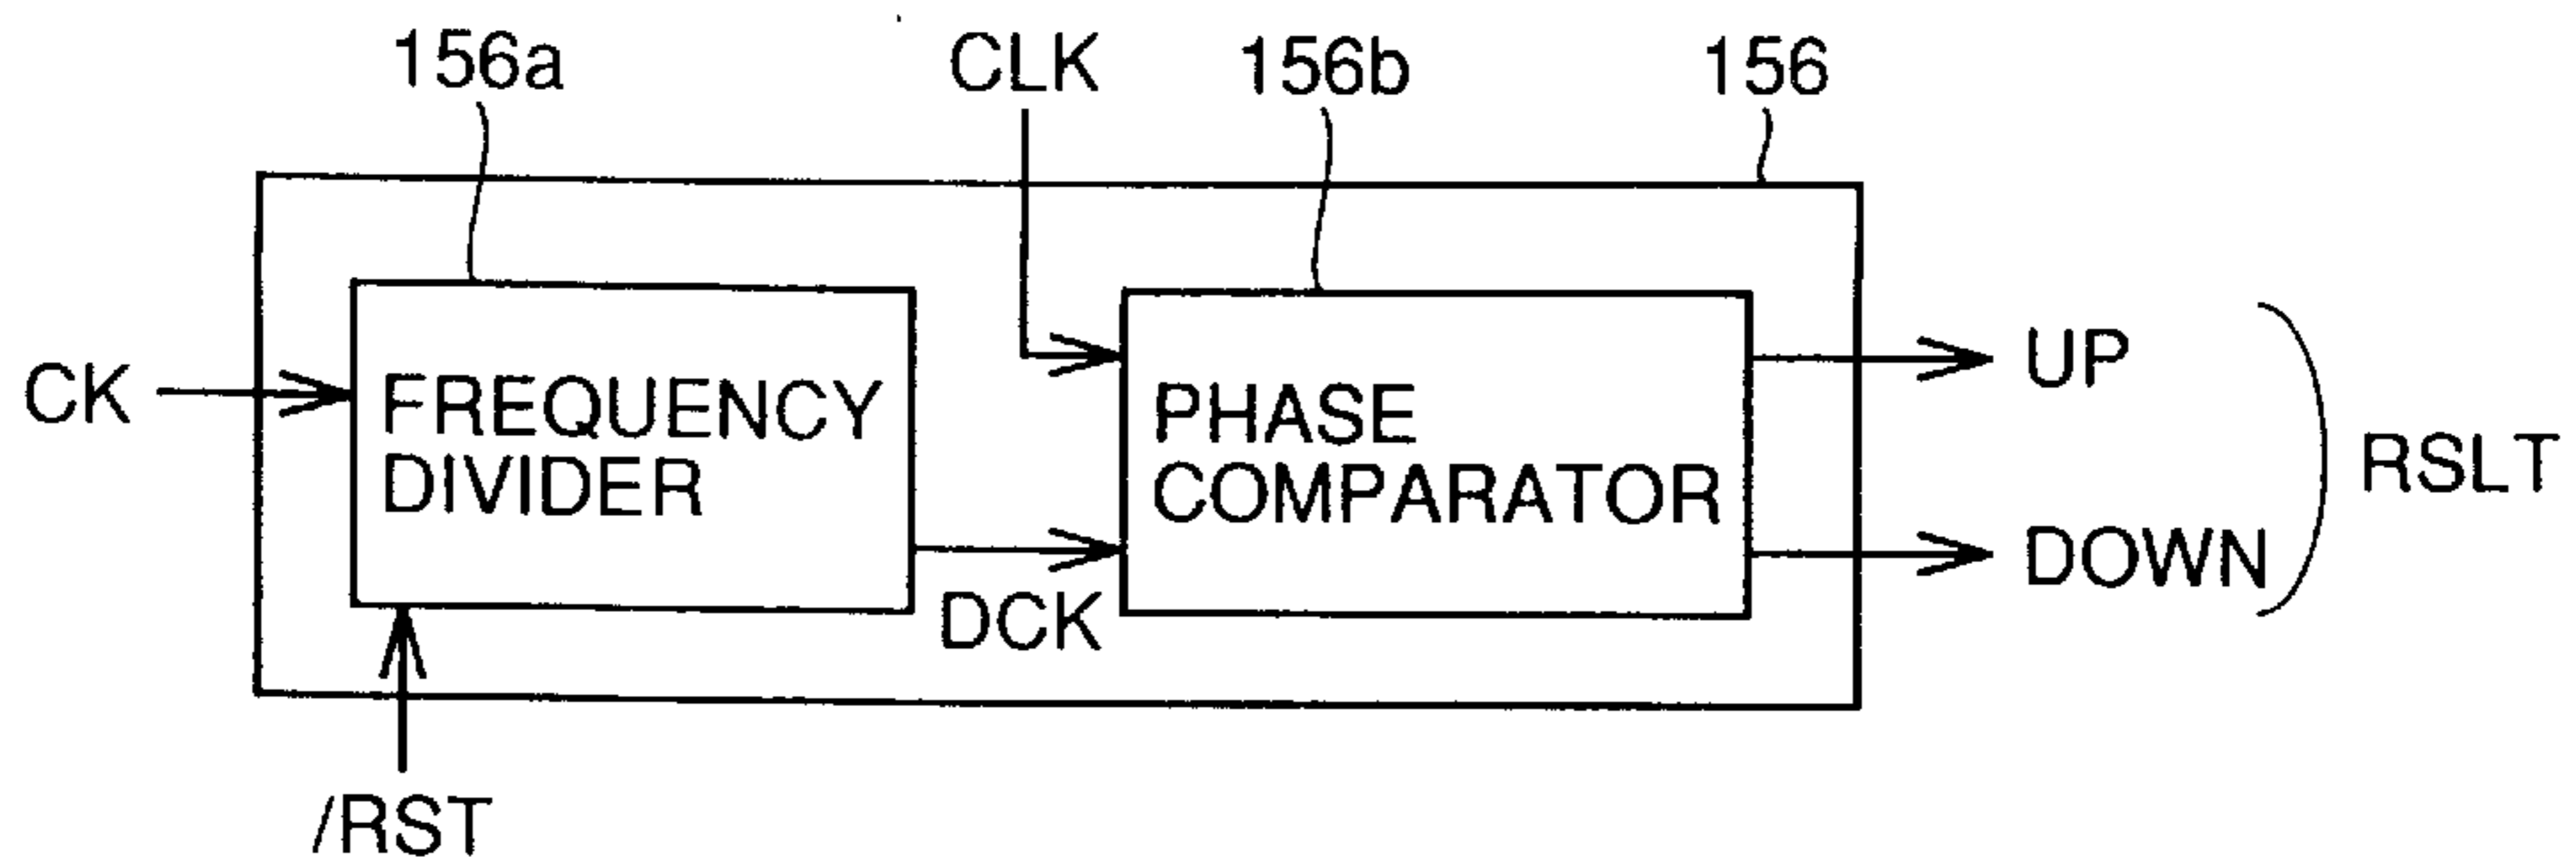 156a
CLK
156b
156
CK
FREQUENCY
DIVIDER
PHASE
COMPARATOR
UP
DOWN
RSLT
DCK
/RST